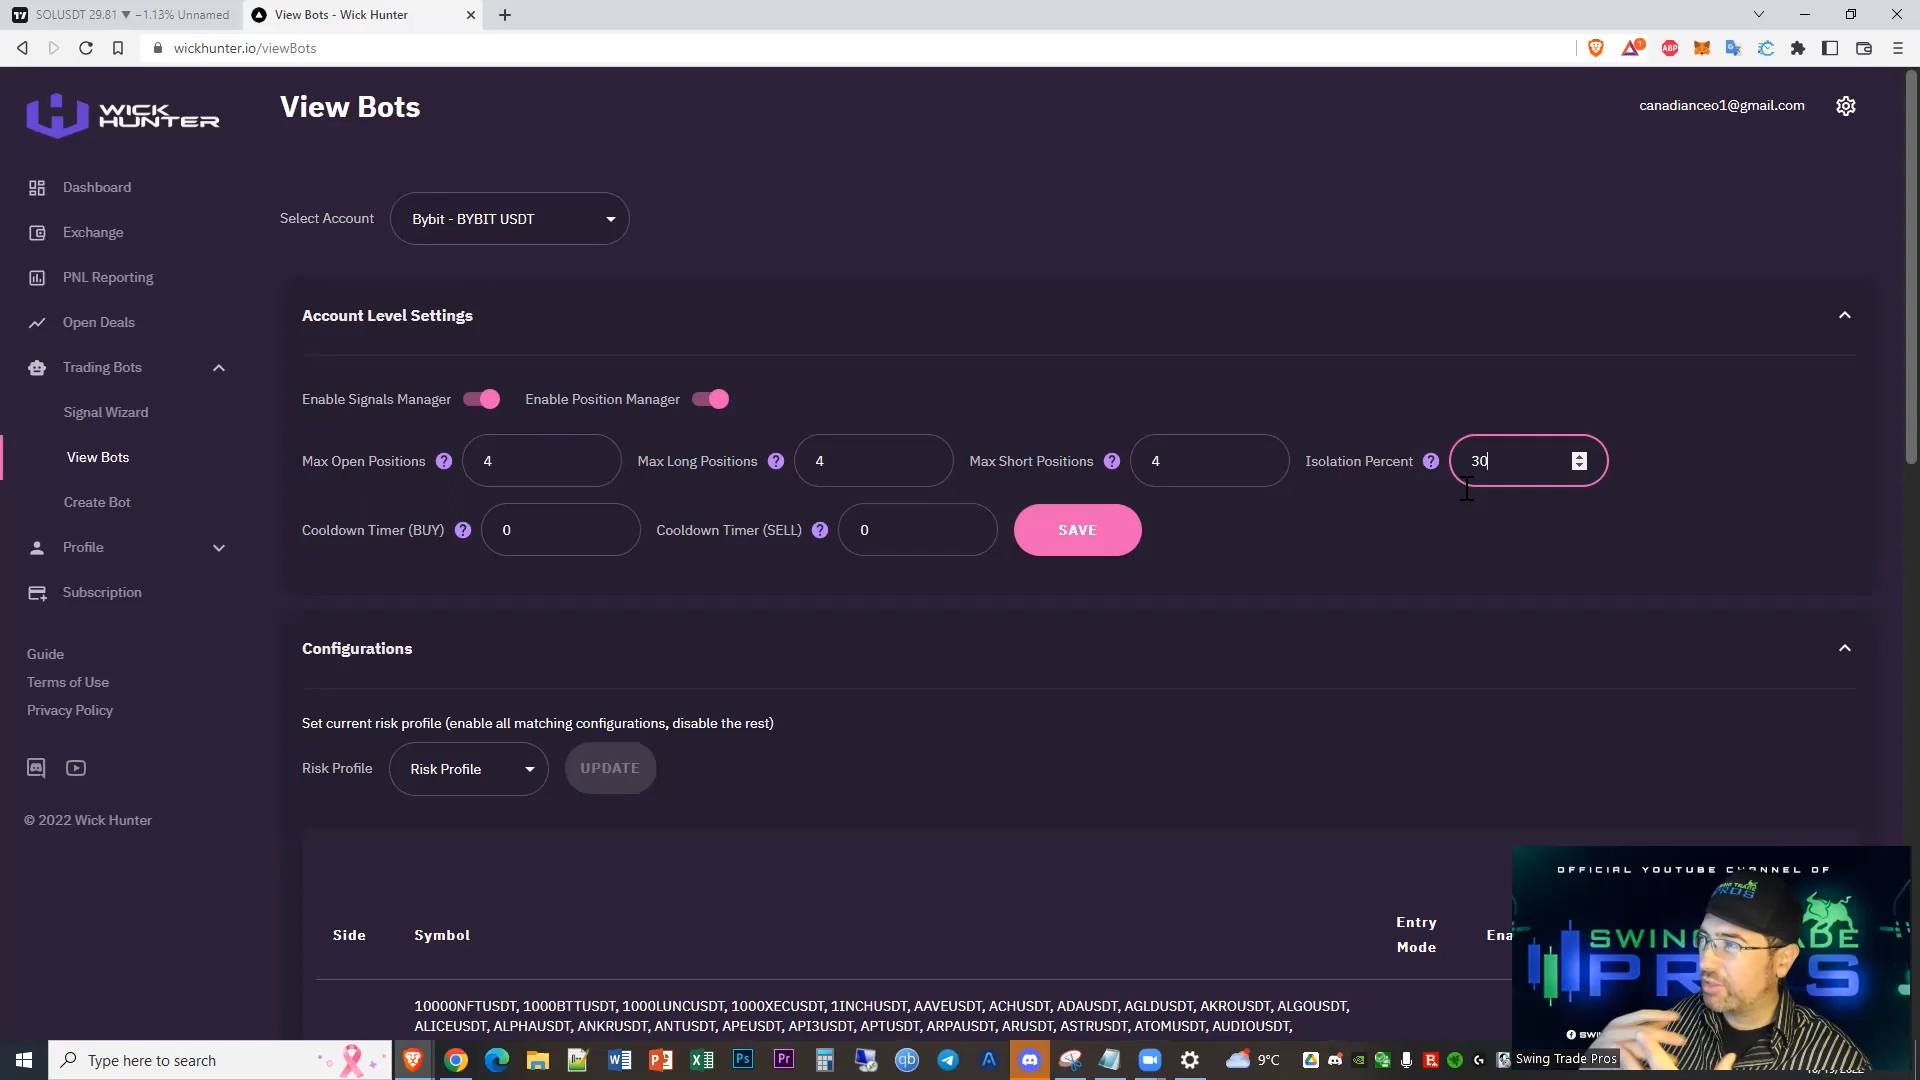 SOLUSDT 29.81 ▼ −1.13% Unnamed
View Bots - Wick Hunter
wickhunter.io/viewBots
WICK HUNTER
View Bots
canadianceo1@gmail.com
Dashboard
Exchange
PNL Reporting
Open Deals
Trading Bots
Signal Wizard
View Bots
Create Bot
Profile
Subscription
Guide
Terms of Use
Privacy Policy
© 2022 Wick Hunter
Select Account
Bybit - BYBIT USDT
Account Level Settings
Enable Signals Manager
Enable Position Manager
Max Open Positions ? 4
Max Long Positions ? 4
Max Short Positions ? 4
Isolation Percent ? 30
Cooldown Timer (BUY) ? 0
Cooldown Timer (SELL) ? 0
SAVE
Configurations
Set current risk profile (enable all matching configurations, disable the rest)
Risk Profile
Risk Profile
UPDATE
Side
Symbol
Entry Mode
Ena
10000NFTUSDT, 1000BTTUSDT, 1000LUNCUSDT, 1000XECUSDT, 1INCHUSDT, AAVEUSDT, ACHUSDT, ADAUSDT, AGLDUSDT, AKROUSDT, ALGOUSDT,
ALICEUSDT, ALPHAUSDT, ANKRUSDT, ANTUSDT, APEUSDT, API3USDT, APTUSDT, ARPAUSDT, ARUSDT, ASTRUSDT, ATOMUSDT, AUDIOUSDT,
OFFICIAL YOUTUBE CHANNEL OF
Swing Trade Pros
Type here to search
9°C